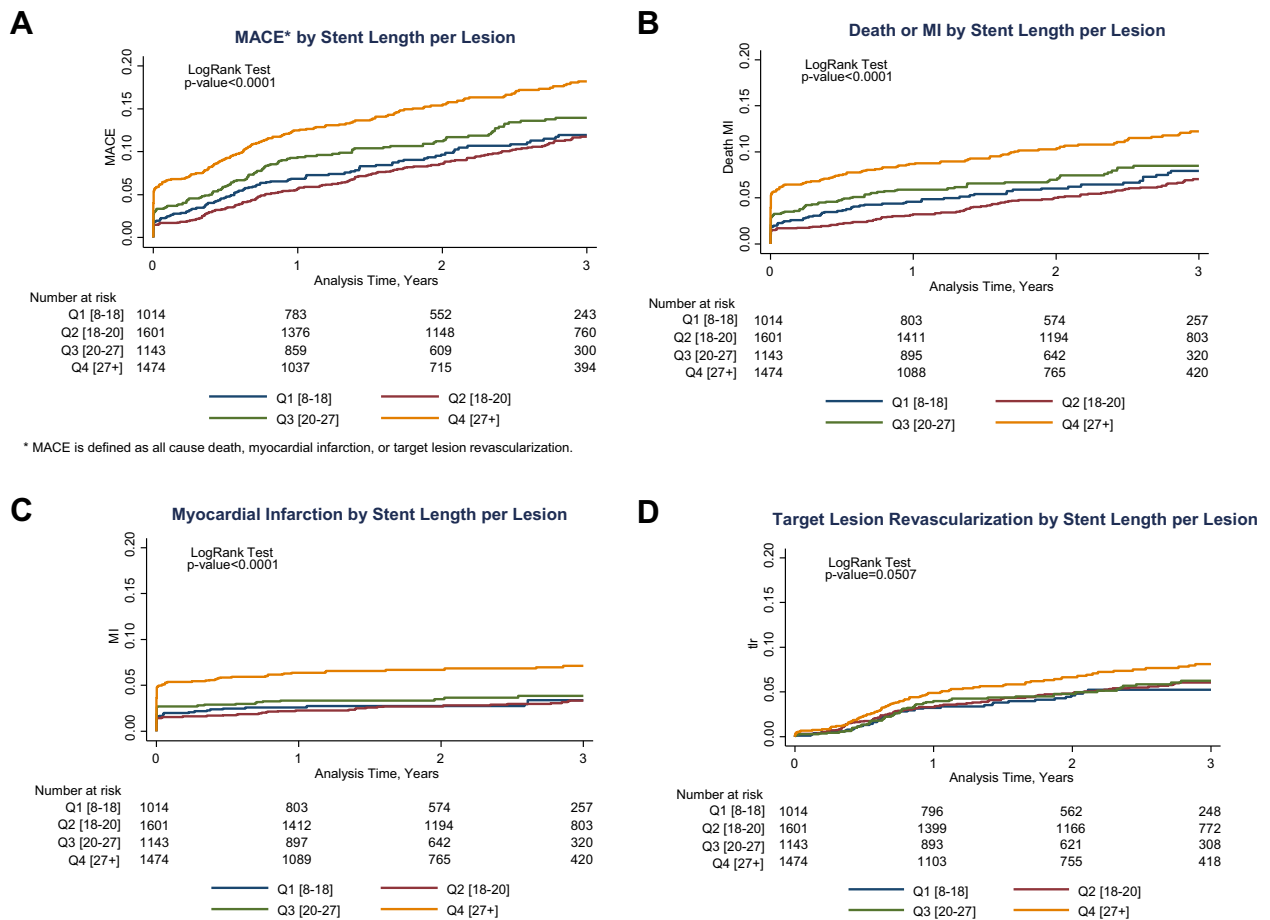 A
MACE* by Stent Length per Lesion
LogRank Test
p-value<0.0001
MACE
0.20
0.15
0.10
0.05
0.00
0 1 2 3
Analysis Time, Years
Number at risk
Q1 [8-18] 1014 783 552 243
Q2 [18-20] 1601 1376 1148 760
Q3 [20-27] 1143 859 609 300
Q4 [27+] 1474 1037 715 394
Q1 [8-18] Q2 [18-20]
Q3 [20-27] Q4 [27+]
* MACE is defined as all cause death, myocardial infarction, or target lesion revascularization.
B
Death or MI by Stent Length per Lesion
LogRank Test
p-value<0.0001
Death MI
0.20
0.15
0.10
0.05
0.00
0 1 2 3
Analysis Time, Years
Number at risk
Q1 [8-18] 1014 803 574 257
Q2 [18-20] 1601 1411 1194 803
Q3 [20-27] 1143 895 642 320
Q4 [27+] 1474 1088 765 420
Q1 [8-18] Q2 [18-20]
Q3 [20-27] Q4 [27+]
C
Myocardial Infarction by Stent Length per Lesion
LogRank Test
p-value<0.0001
MI
0.20
0.15
0.10
0.05
0.00
0 1 2 3
Analysis Time, Years
Number at risk
Q1 [8-18] 1014 803 574 257
Q2 [18-20] 1601 1412 1194 803
Q3 [20-27] 1143 897 642 320
Q4 [27+] 1474 1089 765 420
Q1 [8-18] Q2 [18-20]
Q3 [20-27] Q4 [27+]
D
Target Lesion Revascularization by Stent Length per Lesion
LogRank Test
p-value=0.0507
tlr
0.20
0.15
0.10
0.05
0.00
0 1 2 3
Analysis Time, Years
Number at risk
Q1 [8-18] 1014 796 562 248
Q2 [18-20] 1601 1399 1166 772
Q3 [20-27] 1143 893 621 308
Q4 [27+] 1474 1103 755 418
Q1 [8-18] Q2 [18-20]
Q3 [20-27] Q4 [27+]